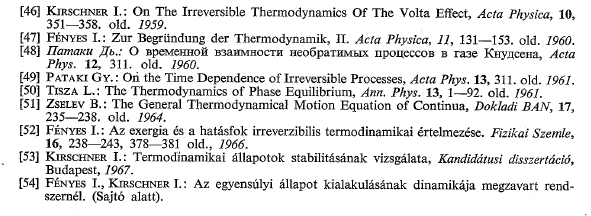 [46] KIRSCHNER I.: On The Irreversible Thermodynamics Of The Volta Effect, Acta Physica, 10,
351—358. old. 1959.
[47] FÉNYES I.: Zur Begründung der Thermodynamik, II. Acta Physica, 11, 131—153. old. 1960.
[48] Патаки Дь.: О временной взаимности необратимых процессов в газе Кнудсена, Acta
Phys. 12, 311. old. 1960.
[49] PATAKI GY.: On the Time Dependence of Irreversible Processes, Acta Phys. 13, 311. old. 1961.
[50] TISZA L.: The Thermodynamics of Phase Equilibrium, Ann. Phys. 13, 1—92. old. 1961.
[51] ZSELEV B.: The General Thermodynamical Motion Equation of Continua, Dokladi BAN, 17,
235—238. old. 1964.
[52] FÉNYES I.: Az exergia és a hatásfok irreverzibilis termodinamikai értelmezése. Fizikai Szemle,
16, 238—243, 378—381 old., 1966.
[53] KIRSCHNER I.: Termodinamikai állapotok stabilitásának vizsgálata, Kandidátusi disszertáció,
Budapest, 1967.
[54] FÉNYES I., KIRSCHNER I.: Az egyensúlyi állapot kialakulásának dinamikája megzavart rend-
szernél. (Sajtó alatt).